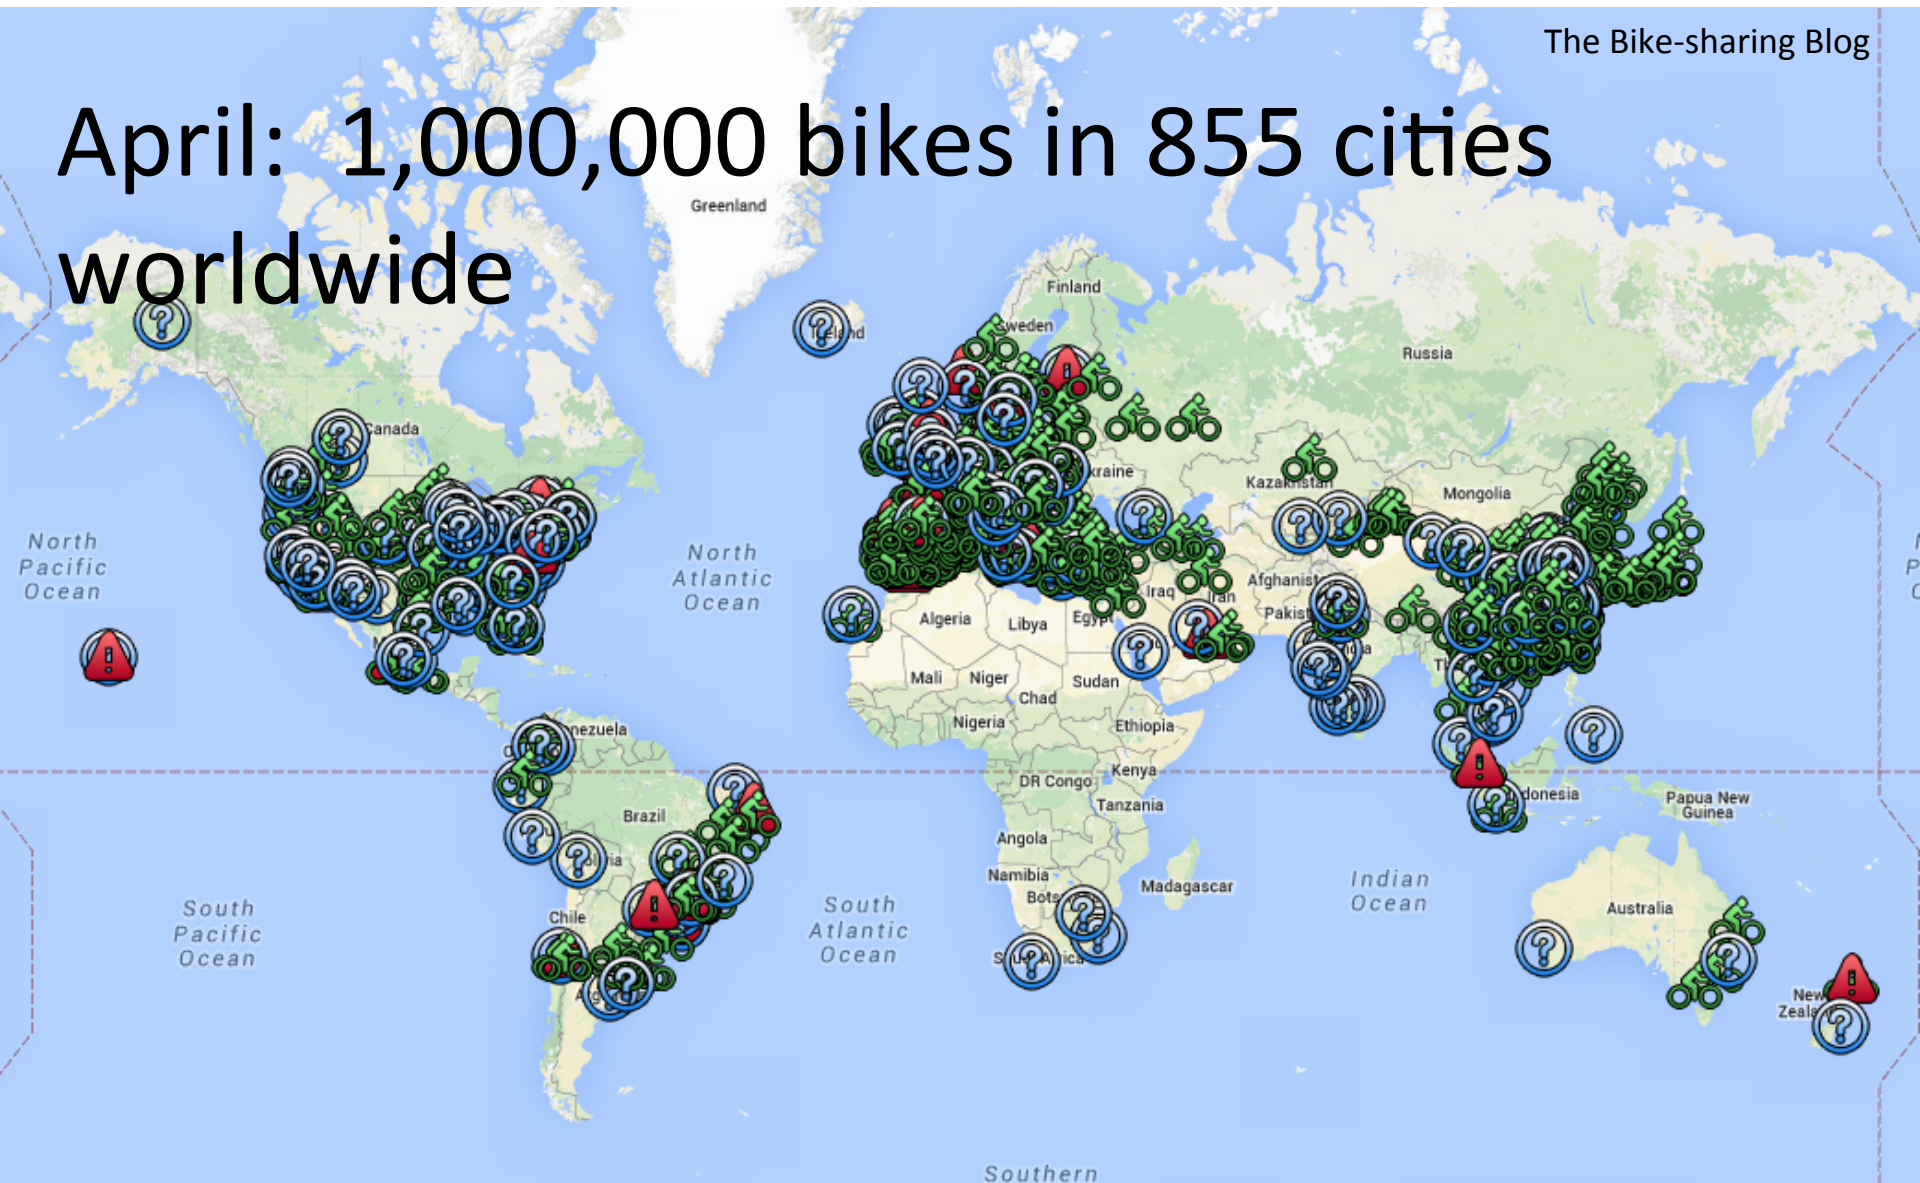 The Bike-sharing Blog
April: 1,000,000 bikes in 855 cities
worldwide
Greenland
Finland
Sweden
Russia
Canada
Kazakhstan
Mongolia
North
Pacific
Ocean
North
Atlantic
Ocean
Iraq
Iran
Algeria
Libya
Egypt
Mali
Niger
Chad
Sudan
Nigeria
Ethiopia
DR Congo
Kenya
Tanzania
Brazil
Papua New
Guinea
Angola
Namibia
Madagascar
Indian
Ocean
Chile
Australia
South
Pacific
Ocean
South
Atlantic
Ocean
New
Southern